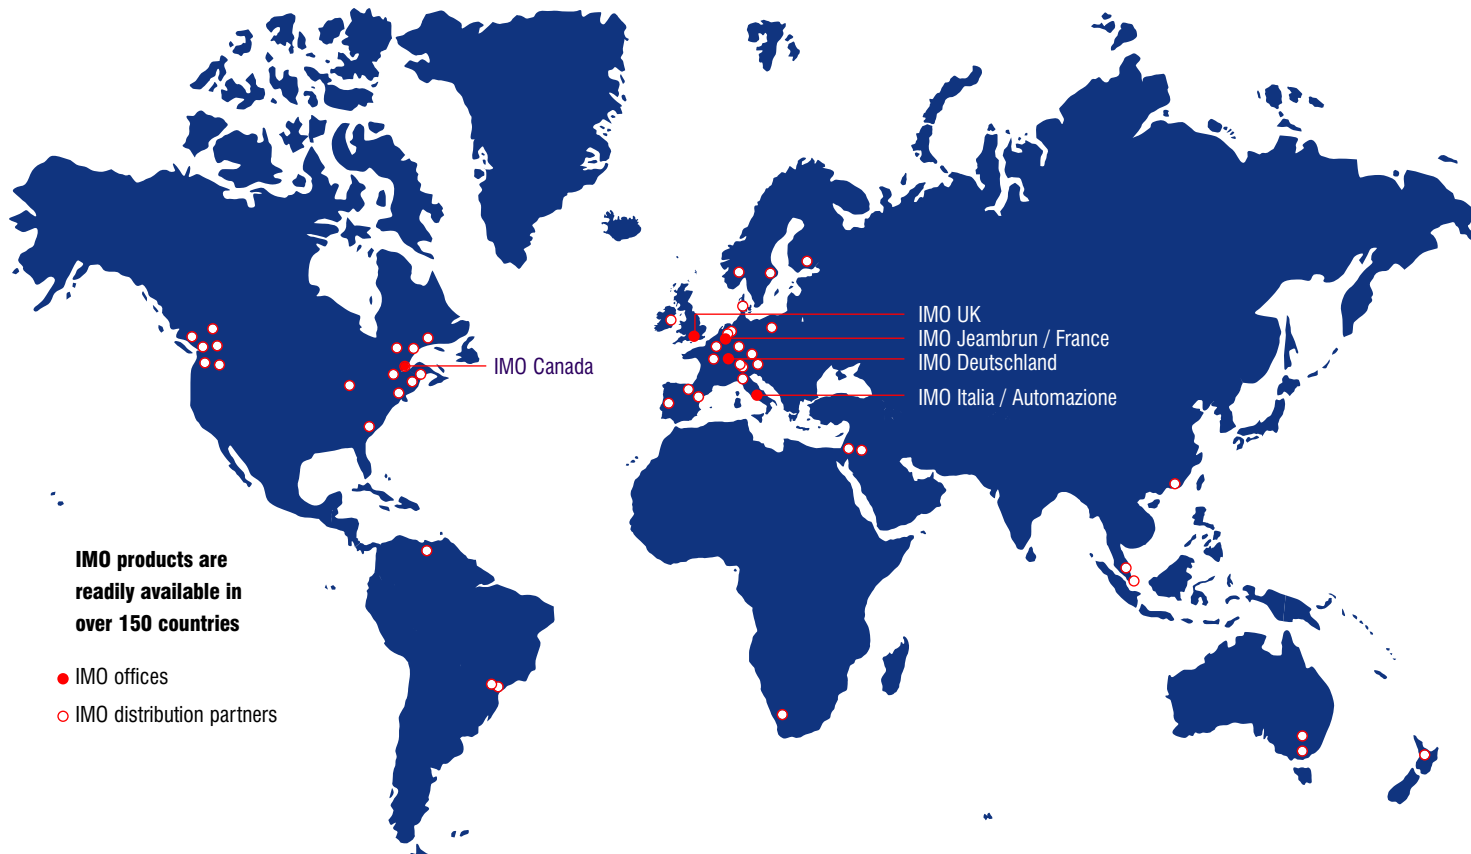 IMO UK
IMO Jeambrun / France
IMO Deutschland
IMO Canada
IMO Italia / Automazione
IMO products are
readily available in
over 150 countries
IMO offices
IMO distribution partners